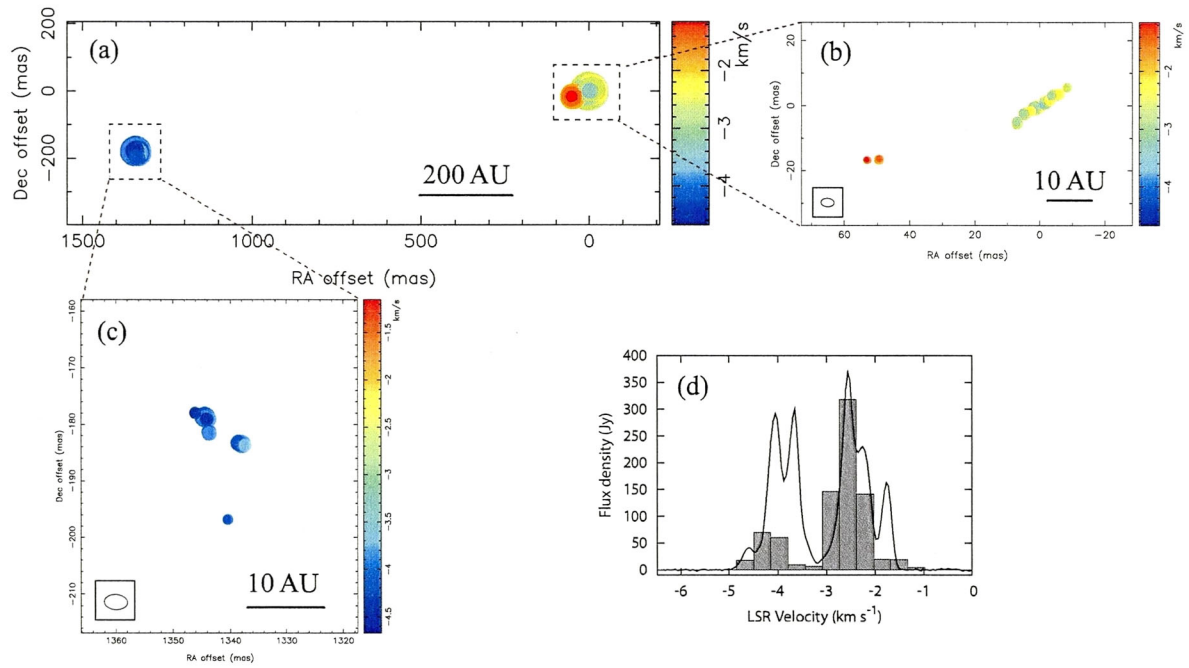 (a)
200
0
-200
Dec offset (mas)
1500
1000
500
0
RA offset (mas)
200 AU
-2
-3
-4
km/s
(b)
20
0
-20
Dec offset (mas)
60
40
20
0
-20
RA offset (mas)
10 AU
-2
-3
-4
km/s
(c)
-160
-170
-180
-190
-200
-210
Dec offset (mas)
1360
1350
1340
1330
1320
RA offset (mas)
10 AU
-1.5
-2
-2.5
-3
-3.5
-4
-4.5
km/s
(d)
400
350
300
250
200
150
100
50
0
Flux density (Jy)
-6 -5 -4 -3 -2 -1 0
LSR Velocity (km s⁻¹)